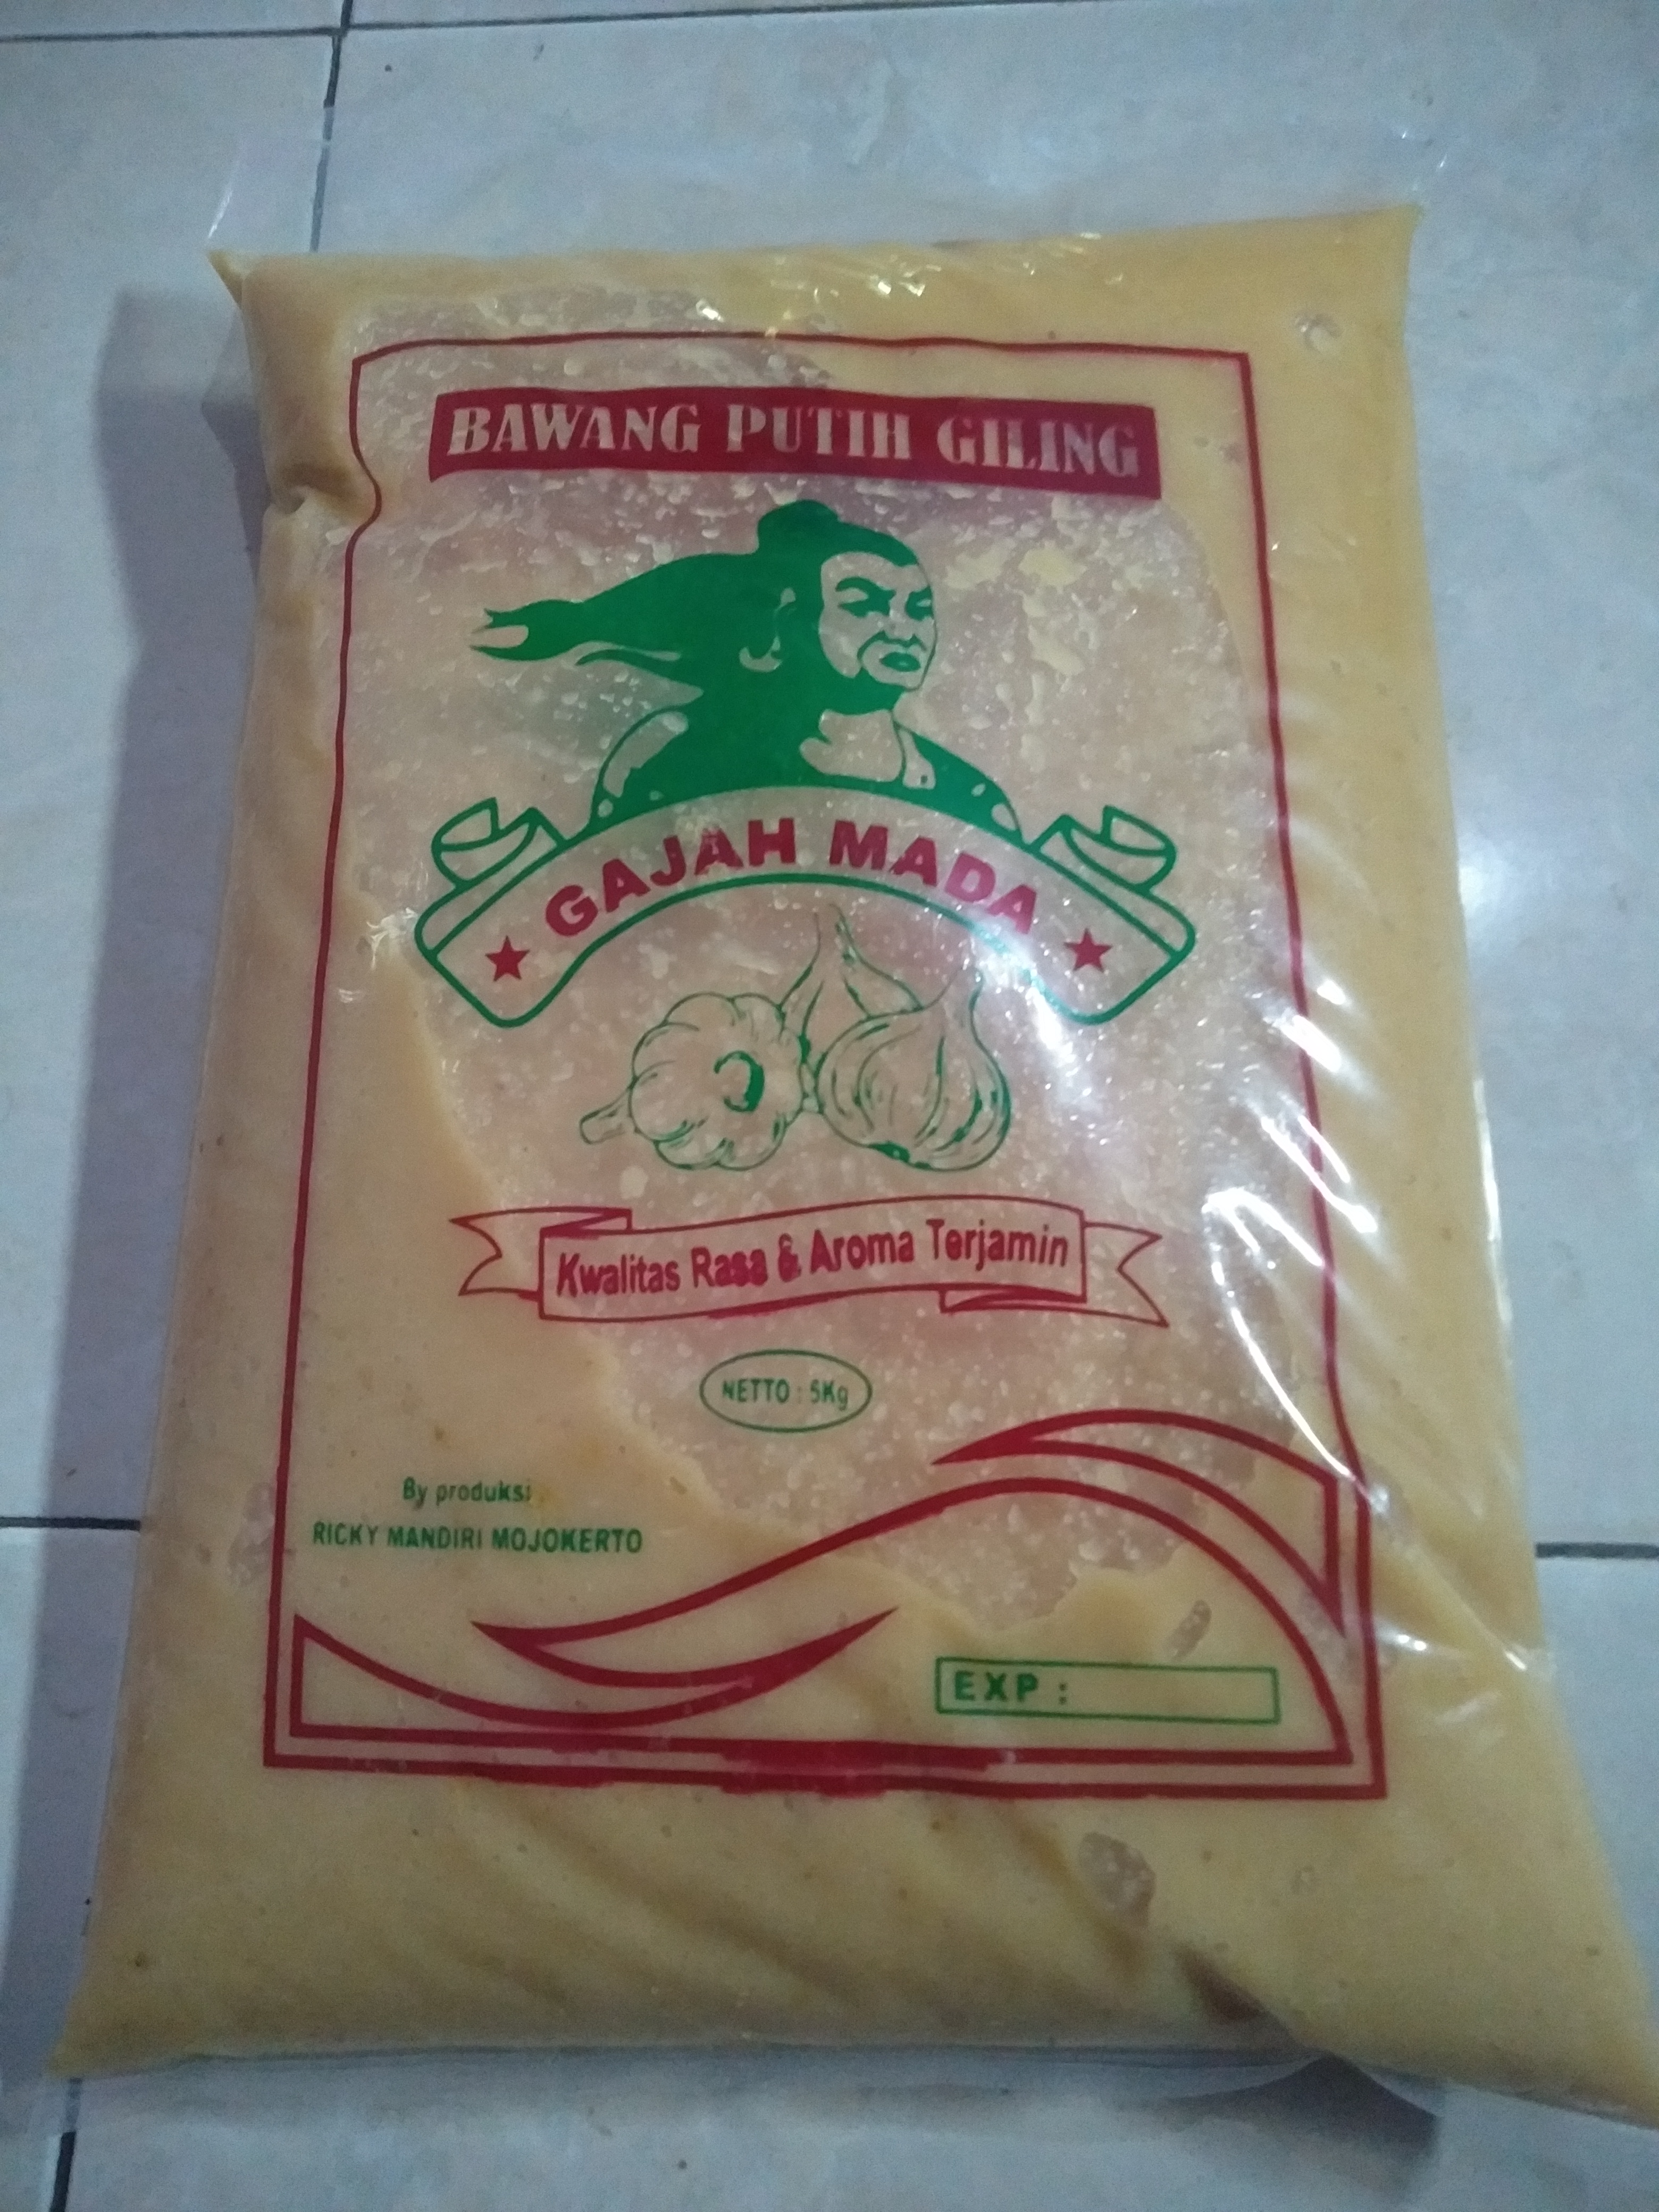 BAWANG PUTIH GILING
GAJAH MADA
Kwalitas Rasa & Aroma Terjamin
NETTO : 5Kg
By produksi
RICKY MANDIRI MOJOKERTO
EXP :